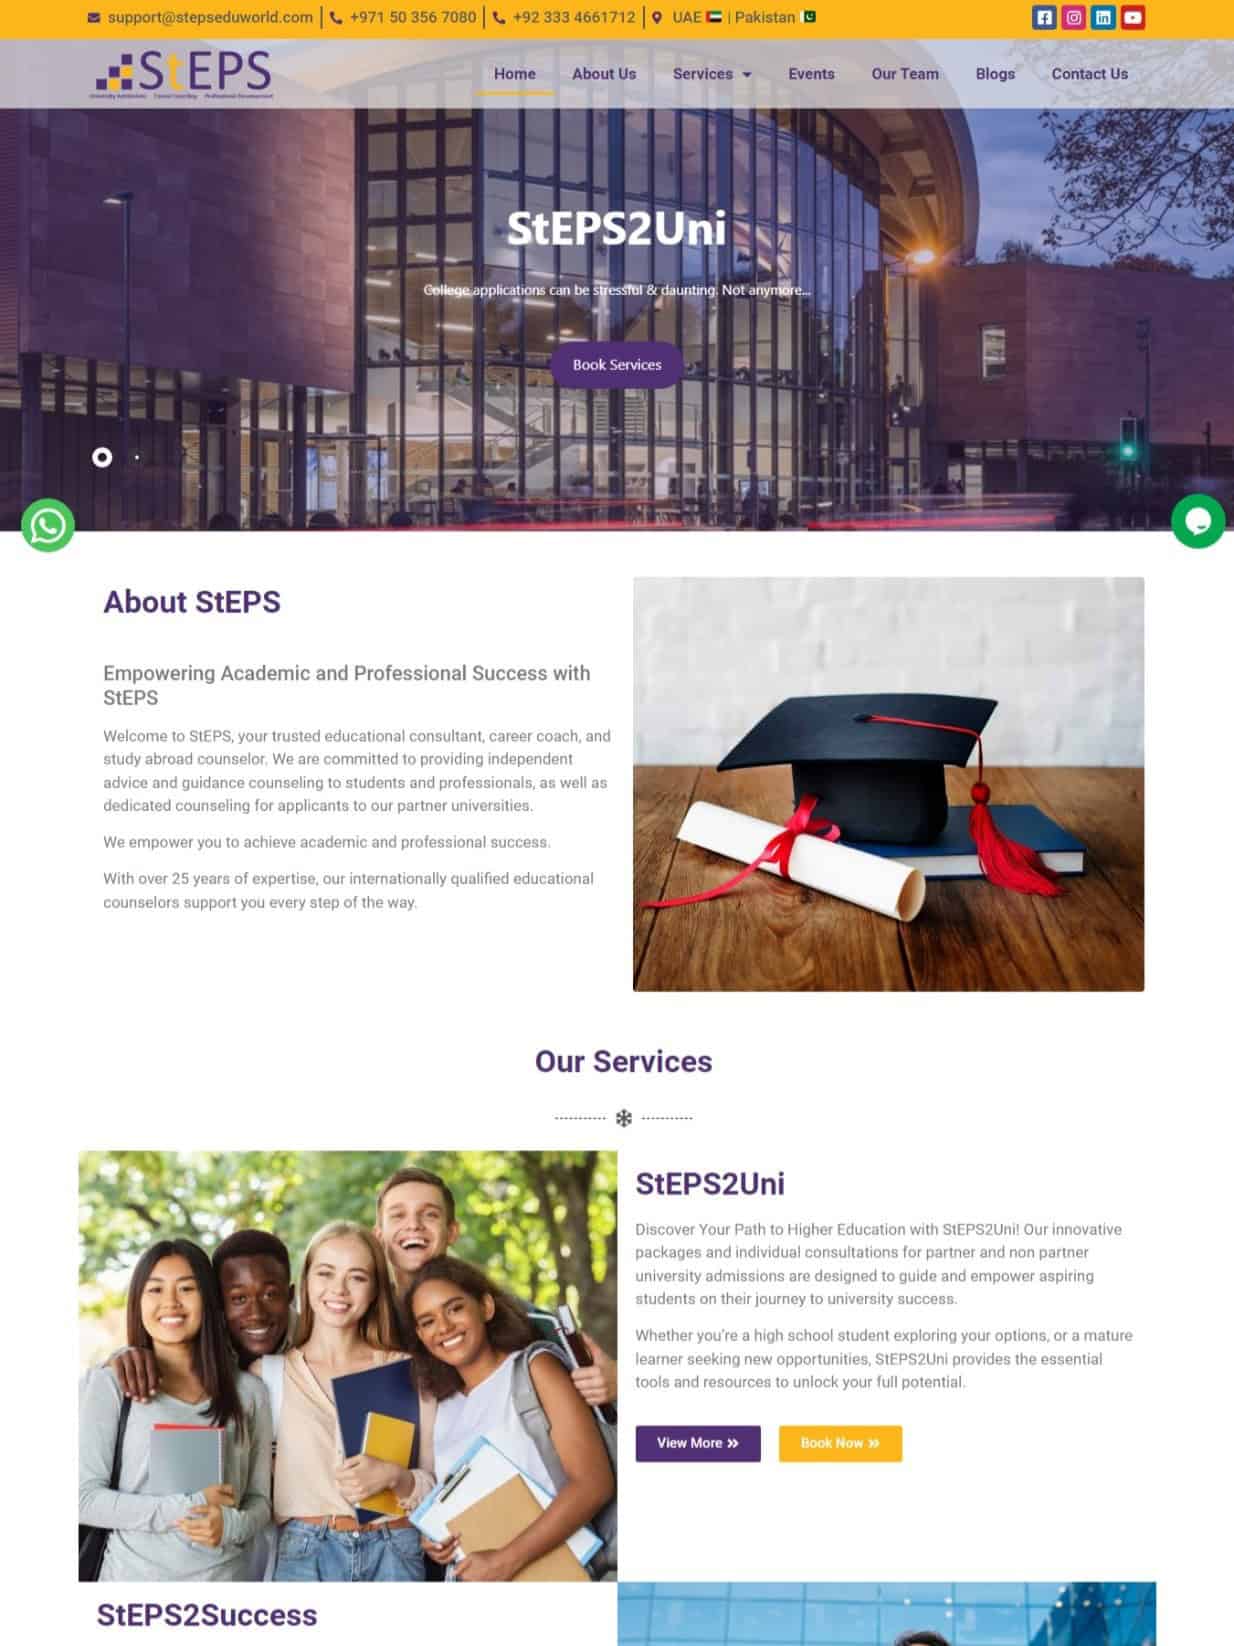 support@stepseduworld.com
+971 50 356 7080
+92 333 4661712
UAE 🇦🇪 | Pakistan 🇵🇰
StEPS
University Admissions Career Coaching Professional Development
Home
About Us
Services
Events
Our Team
Blogs
Contact Us
StEPS2Uni
College applications can be stressful & daunting. Not anymore...
Book Services
About StEPS
Empowering Academic and Professional Success with
StEPS
Welcome to StEPS, your trusted educational consultant, career coach, and
study abroad counselor. We are committed to providing independent
advice and guidance counseling to students and professionals, as well as
dedicated counseling for applicants to our partner universities.
We empower you to achieve academic and professional success.
With over 25 years of expertise, our internationally qualified educational
counselors support you every step of the way.
Our Services
StEPS2Uni
Discover Your Path to Higher Education with StEPS2Uni! Our innovative
packages and individual consultations for partner and non partner
university admissions are designed to guide and empower aspiring
students on their journey to university success.
Whether you're a high school student exploring your options, or a mature
learner seeking new opportunities, StEPS2Uni provides the essential
tools and resources to unlock your full potential.
View More »
Book Now »
StEPS2Success